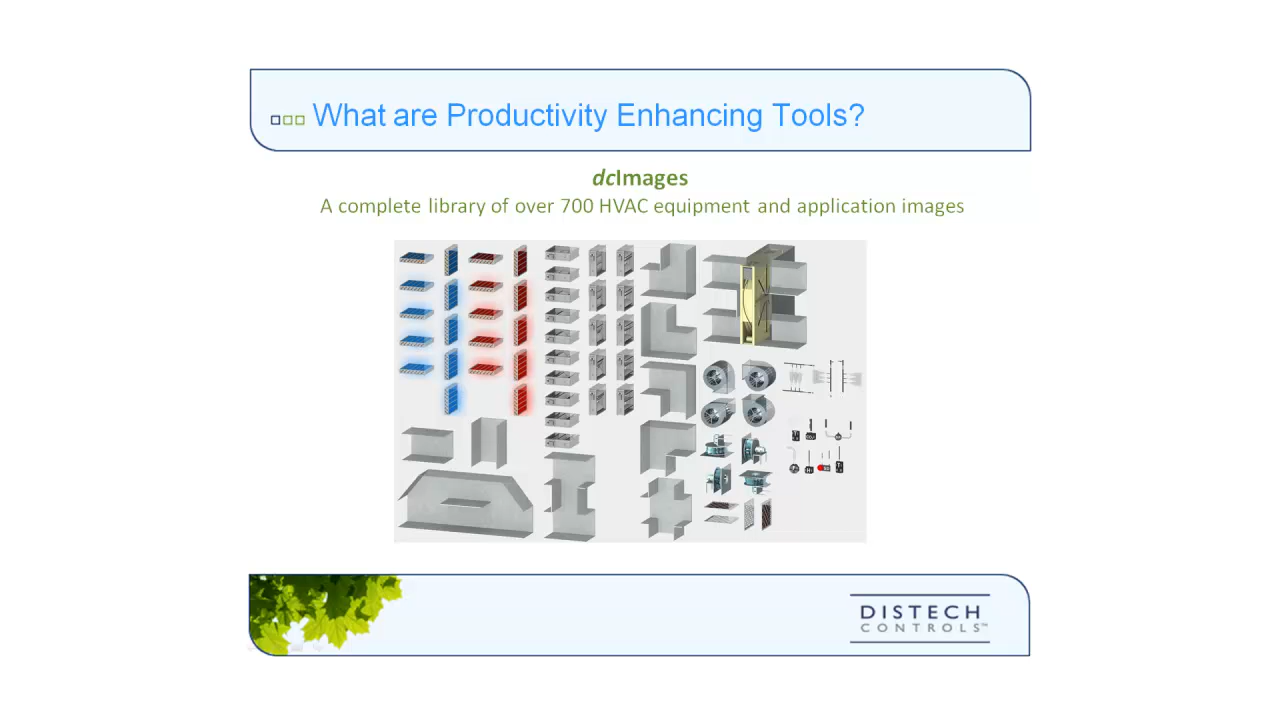 What are Productivity Enhancing Tools?
dcImages
A complete library of over 700 HVAC equipment and application images
DISTECH
CONTROLS™